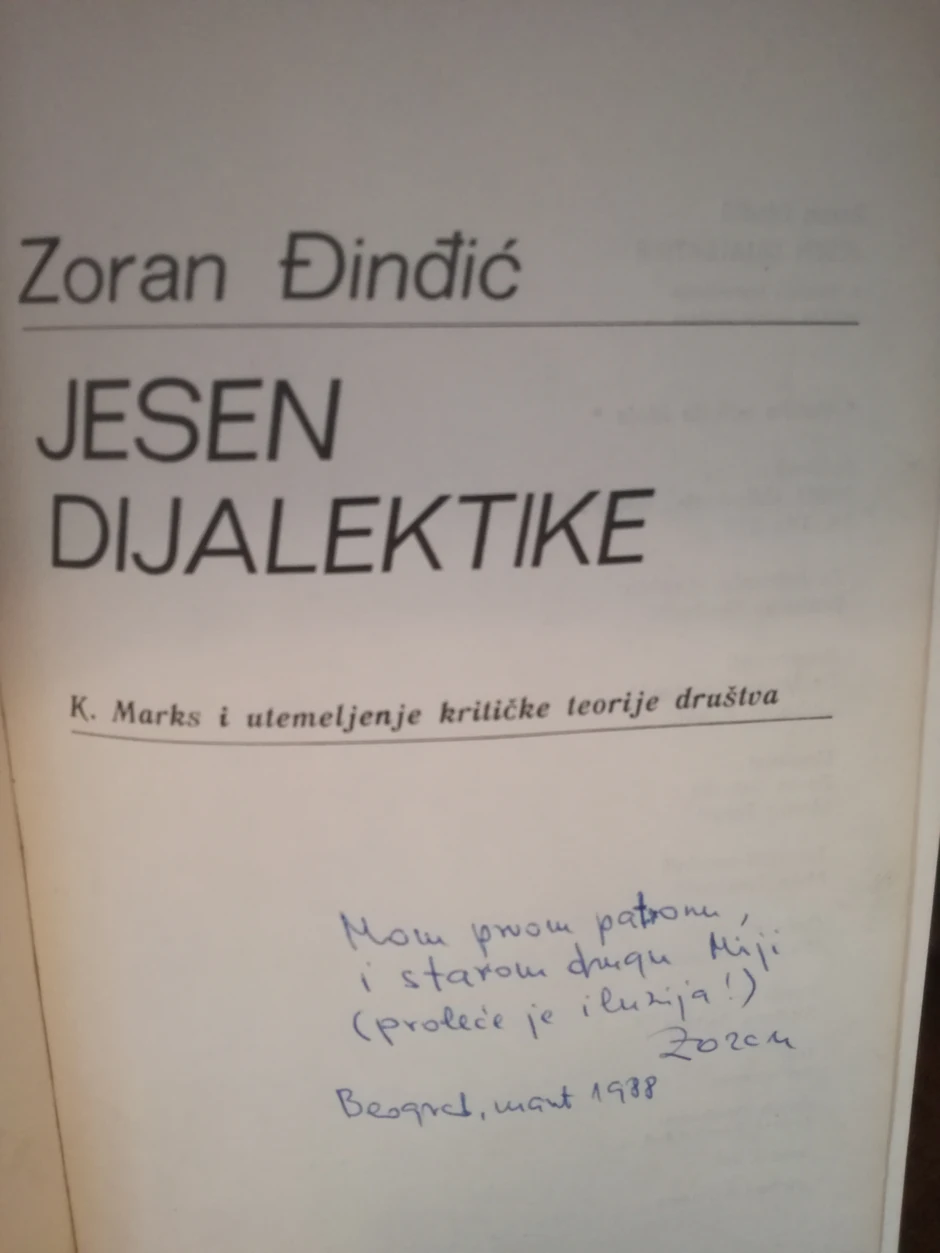 Zoran Đinđić
JESEN
DIJALEKTIKE
K. Marks i utemeljenje kritičke teorije društva
Mom prvom patronu,
i starom drugu Miji
(proleće je iluzija!)
Zoran
Beograd, mart 1988